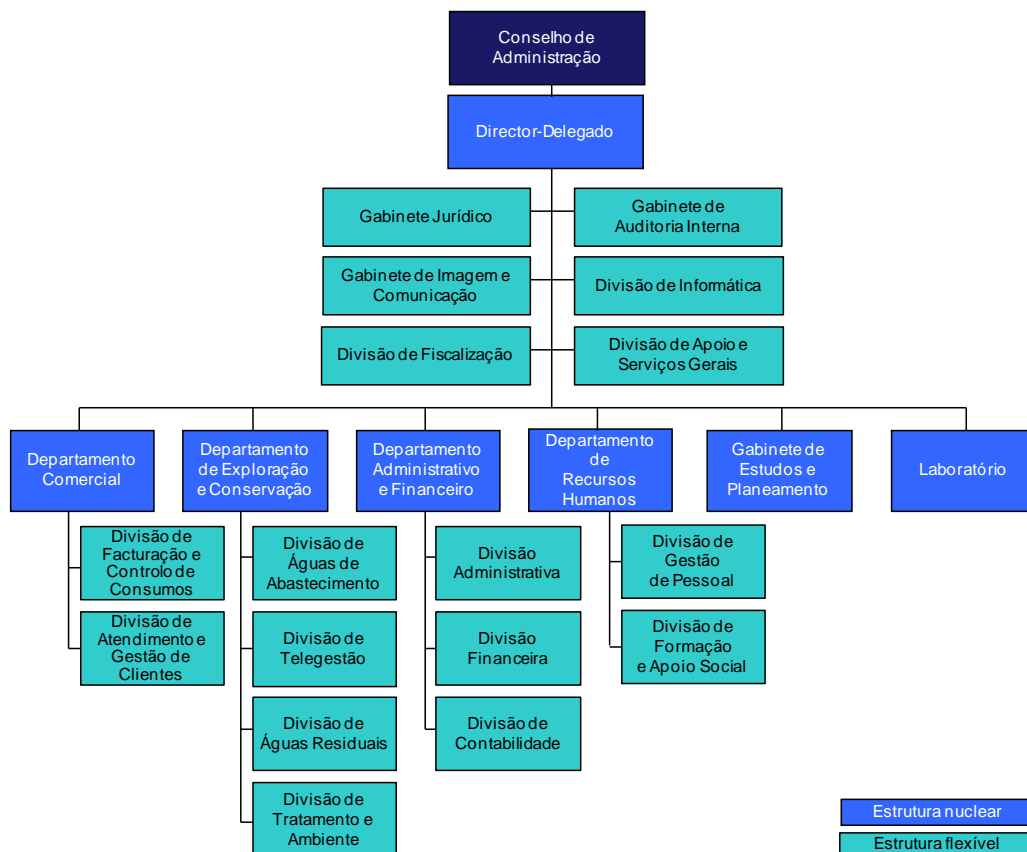 Conselho de
Administração
Director-Delegado
Gabinete Jurídico
Gabinete de
Auditoria Interna
Gabinete de Imagem e
Comunicação
Divisão de Informática
Divisão de Fiscalização
Divisão de Apoio e
Serviços Gerais
Departamento
Comercial
Departamento
de Exploração
e Conservação
Departamento
Administrativo
e Financeiro
Departamento
de
Recursos
Humanos
Gabinete de
Estudos e
Planeamento
Laboratório
Divisão de
Facturação e
Controlo de
Consumos
Divisão de
Atendimento e
Gestão de
Clientes
Divisão de
Águas de
Abastecimento
Divisão de
Telegestão
Divisão de
Águas Residuais
Divisão de
Tratamento e
Ambiente
Divisão
Administrativa
Divisão
Financeira
Divisão de
Contabilidade
Divisão de
Gestão
de Pessoal
Divisão de
Formação
e Apoio Social
Estrutura nuclear
Estrutura flexível